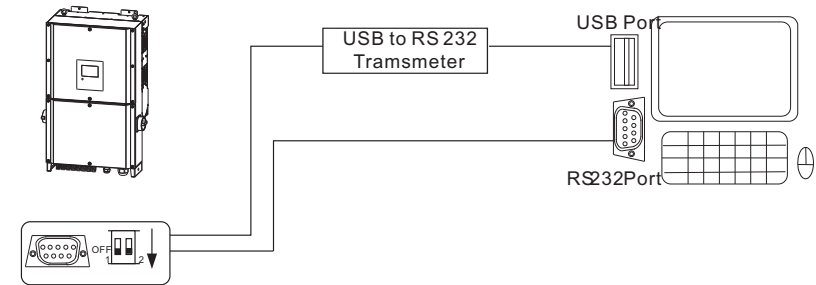 USB Port
USB to RS 232
Tramsmeter
RS232Port
OFF
1 2